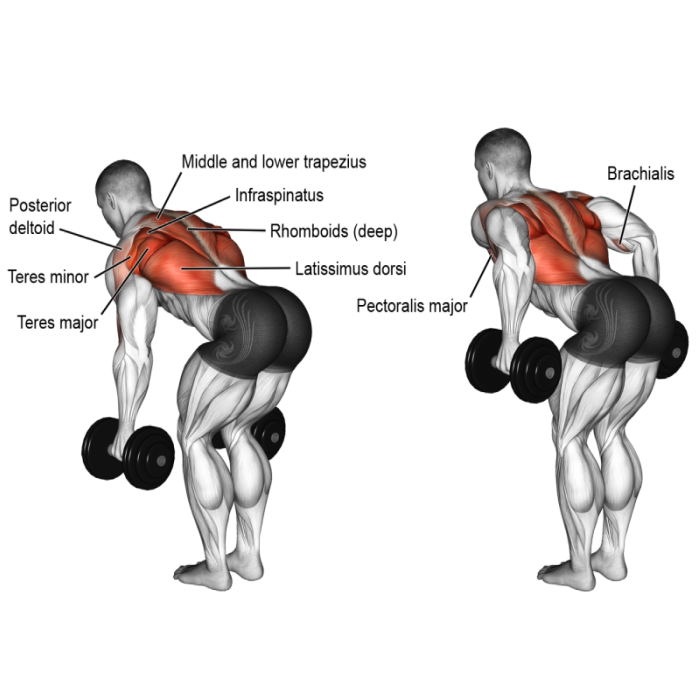 Middle and lower trapezius
Infraspinatus
Posterior
deltoid
Rhomboids (deep)
Teres minor
Latissimus dorsi
Teres major
Brachialis
Pectoralis major